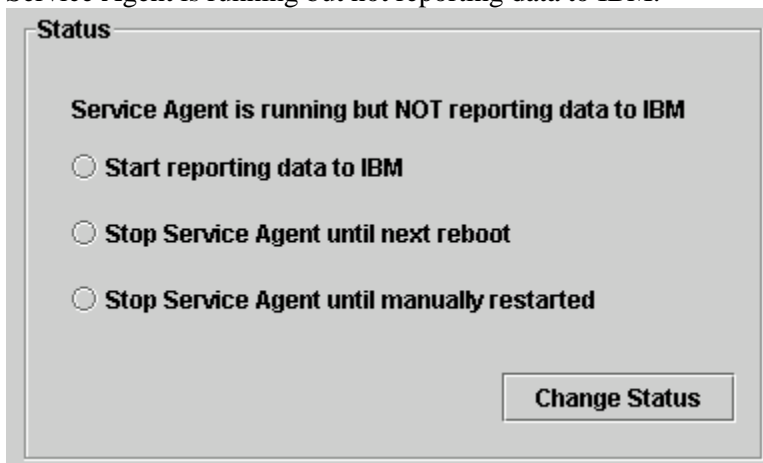 Service Agent is running but not reporting data to IBM.
Status
Service Agent is running but NOT reporting data to IBM
Start reporting data to IBM
Stop Service Agent until next reboot
Stop Service Agent until manually restarted
Change Status